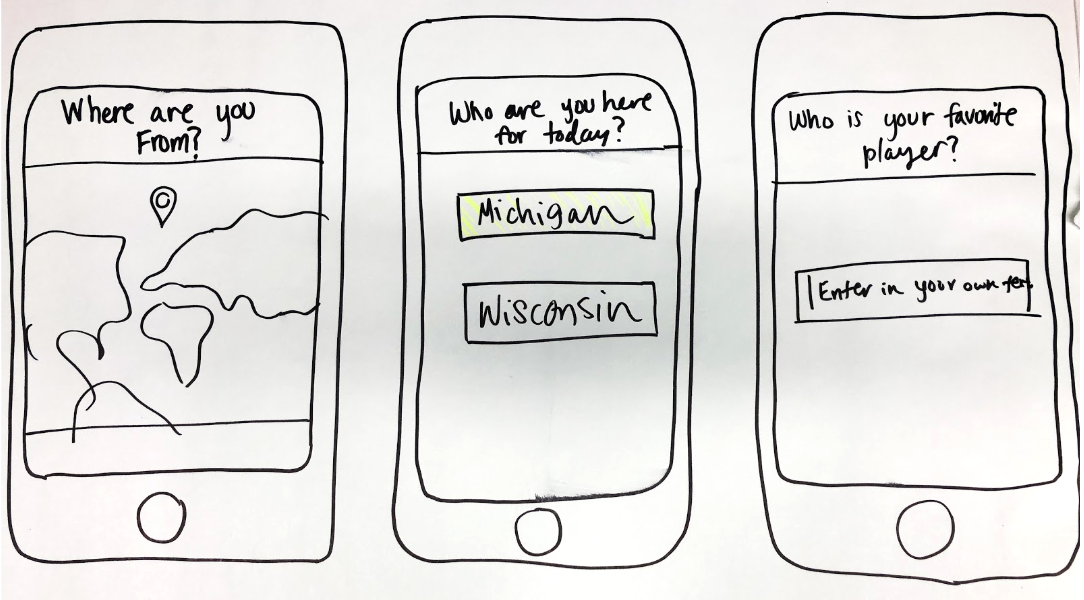 Where are you
From?
Who are you here
for today?
Michigan
Wisconsin
Who is your favorite
player?
Enter in your own